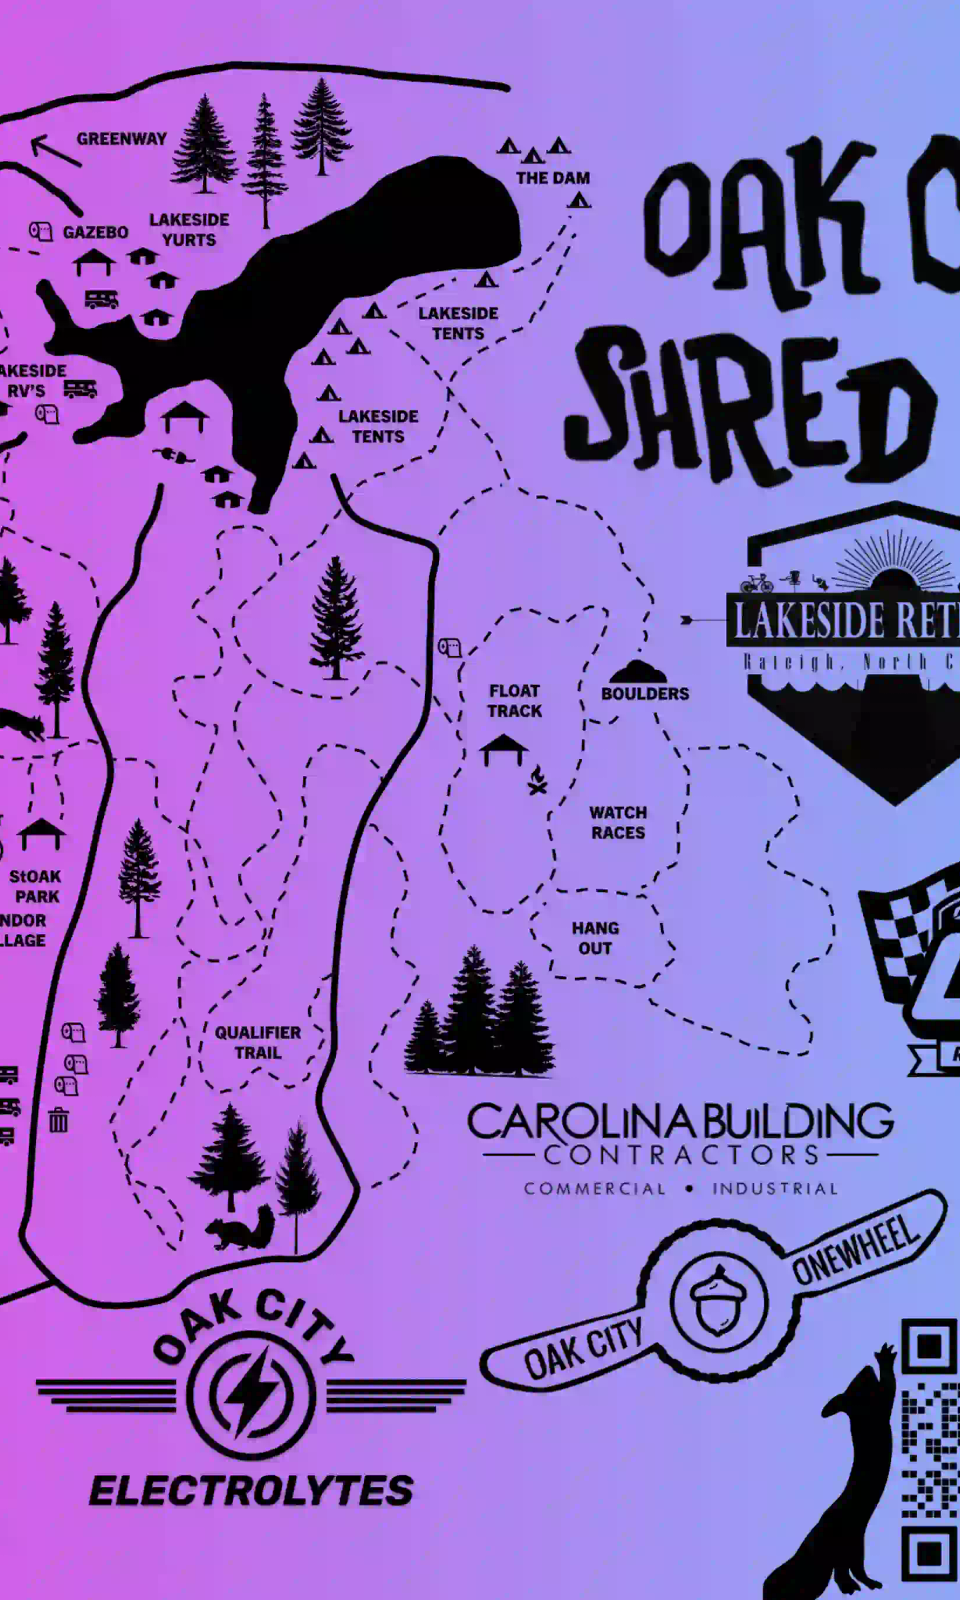 GREENWAY
THE DAM
GAZEBO
LAKESIDE
YURTS
OAK C
SHRED
LAKESIDE
TENTS
AKESIDE
RV'S
LAKESIDE
TENTS
LAKESIDE RET
Raleigh, North C
FLOAT
TRACK
BOULDERS
WATCH
RACES
StOAK
PARK
NDOR
LLAGE
HANG
OUT
QUALIFIER
TRAIL
CAROLINA BUILDING
CONTRACTORS
COMMERCIAL • INDUSTRIAL
OAK CITY
ONEWHEEL
OAK CITY
ELECTROLYTES